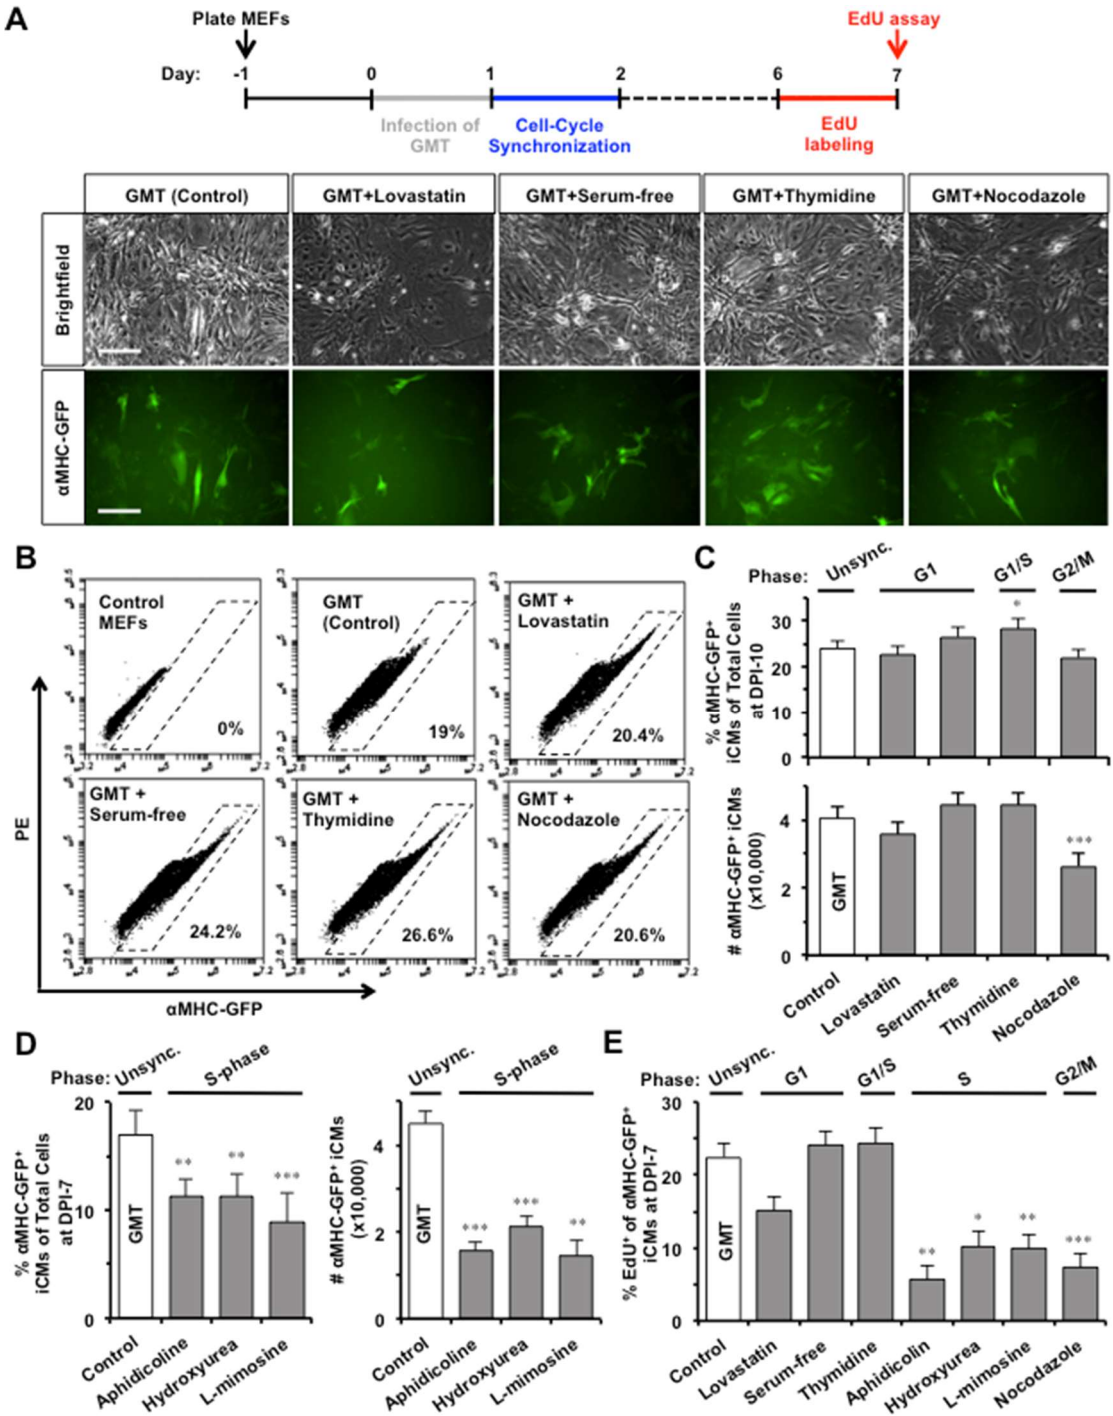 A
Plate MEFs
EdU assay
Day: -1 0 1 2 6 7
Infection of
GMT
Cell-Cycle
Synchronization
EdU
labeling
GMT (Control)
GMT+Lovastatin
GMT+Serum-free
GMT+Thymidine
GMT+Nocodazole
Brightfield
αMHC-GFP
B
Control
MEFs
0%
GMT
(Control)
19%
GMT +
Lovastatin
20.4%
GMT +
Serum-free
24.2%
GMT +
Thymidine
26.6%
GMT +
Nocodazole
20.6%
PE
αMHC-GFP
C
Phase: Unsync. G1 G1/S G2/M
% αMHC-GFP⁺
iCMs of Total Cells
at DPI-10
30
20
10
0
*
# αMHC-GFP⁺ iCMs
(x10,000)
4
2
0
GMT
***
Control
Lovastatin
Serum-free
Thymidine
Nocodazole
D
Phase: Unsync. S-phase
% αMHC-GFP⁺
iCMs of Total Cells
at DPI-7
20
10
0
GMT
**
**
***
Control
Aphidicoline
Hydroxyurea
L-mimosine
Unsync. S-phase
# αMHC-GFP⁺ iCMs
(x10,000)
4
2
0
GMT
***
***
**
Control
Aphidicoline
Hydroxyurea
L-mimosine
E
Phase: Unsync. G1 G1/S S G2/M
% EdU⁺ of αMHC-GFP⁺
iCMs at DPI-7
30
20
10
0
GMT
**
*
**
***
Control
Lovastatin
Serum-free
Thymidine
Aphidicolin
Hydroxyurea
L-mimosine
Nocodazole